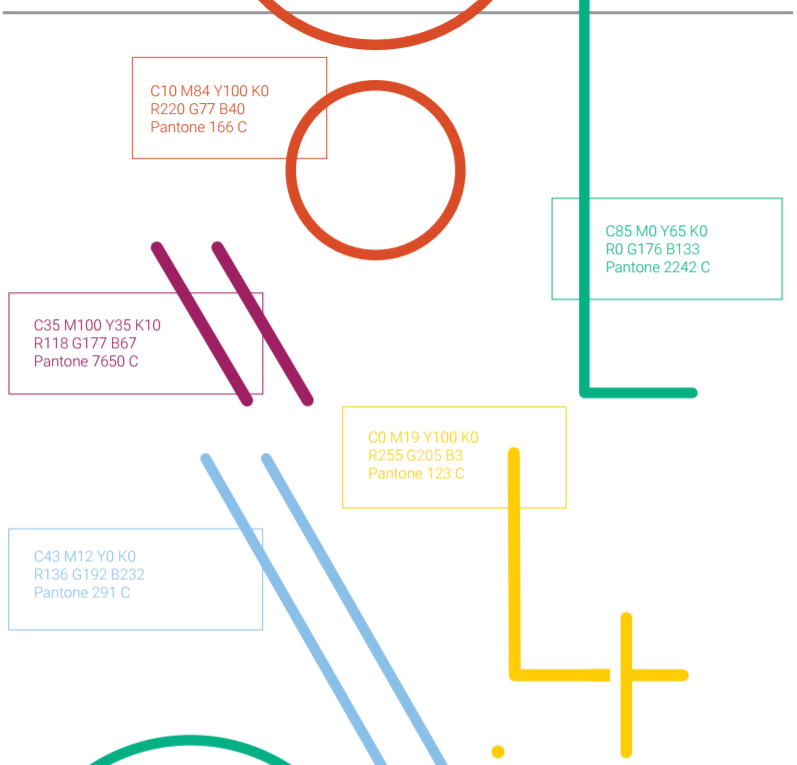 C10 M84 Y100 K0
R220 G77 B40
Pantone 166 C
C85 M0 Y65 K0
R0 G176 B133
Pantone 2242 C
C35 M100 Y35 K10
R118 G177 B67
Pantone 7650 C
C0 M19 Y100 K0
R255 G205 B3
Pantone 123 C
C43 M12 Y0 K0
R136 G192 B232
Pantone 291 C